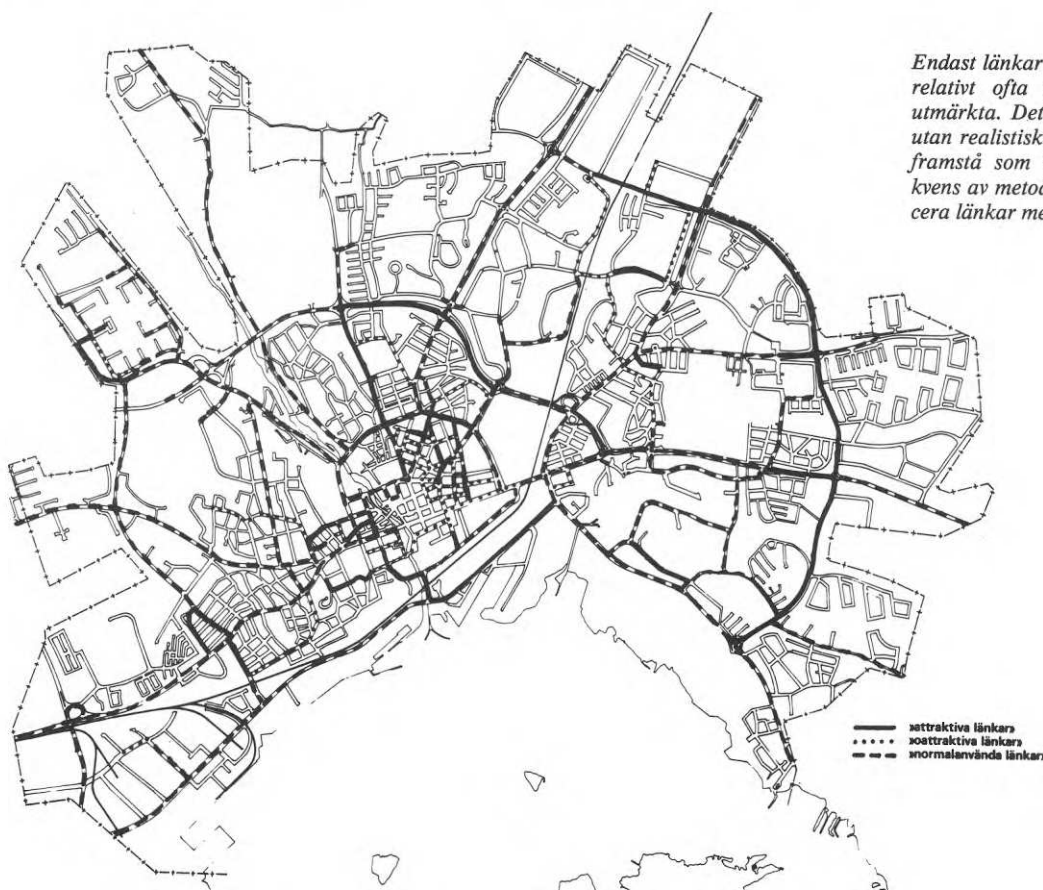 Endast länkar
relativt ofta
utmärkta. Det
utan realistisk
framstå som
kvens av metod
cera länkar me
»attraktiva länkar»
»oattraktiva länkar»
»normalanvända länkar»